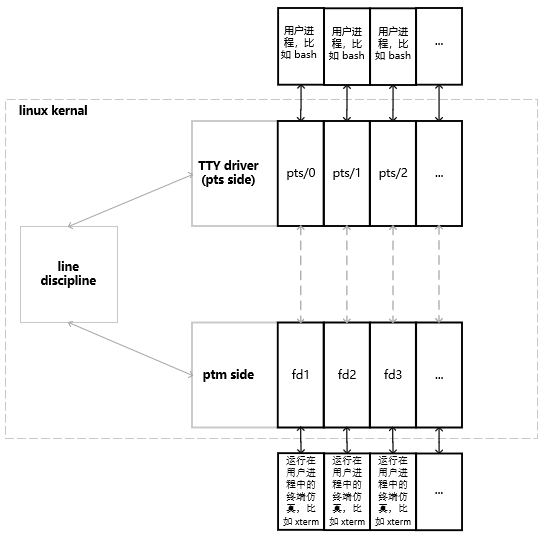 用户进 用户进 用户进
程，比 程，比 程，比 ...
如 bash 如 bash 如 bash
linux kernal
TTY driver
(pts side)
pts/0 pts/1 pts/2 ...
line
discipline
ptm side
fd1 fd2 fd3 ...
运行在 运行在 运行在
用户进 用户进 用户进
程中的 程中的 程中的
终端仿 终端仿 终端仿 ...
真，比 真，比 真，比
如 xterm 如 xterm 如 xterm